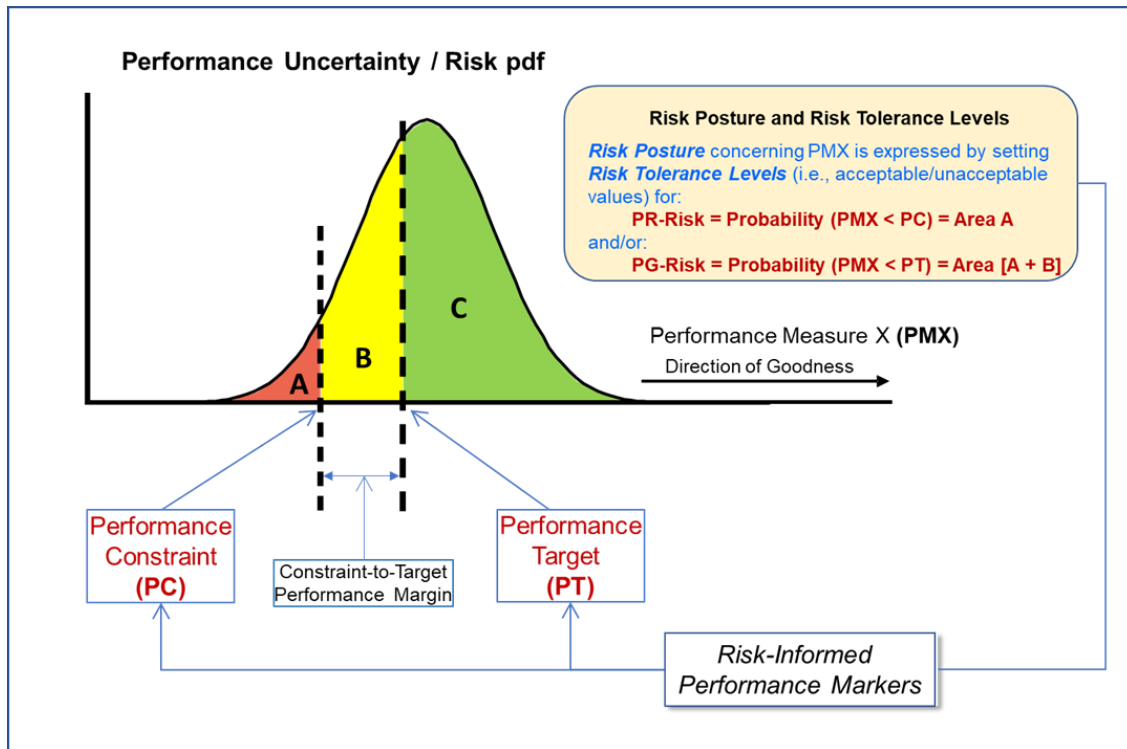 Performance Uncertainty / Risk pdf
Risk Posture and Risk Tolerance Levels
Risk Posture concerning PMX is expressed by setting
Risk Tolerance Levels (i.e., acceptable/unacceptable
values) for:
PR-Risk = Probability (PMX < PC) = Area A
and/or:
PG-Risk = Probability (PMX < PT) = Area [A + B]
A
B
C
Performance Measure X (PMX)
Direction of Goodness
Performance
Constraint
(PC)
Constraint-to-Target
Performance Margin
Performance
Target
(PT)
Risk-Informed
Performance Markers